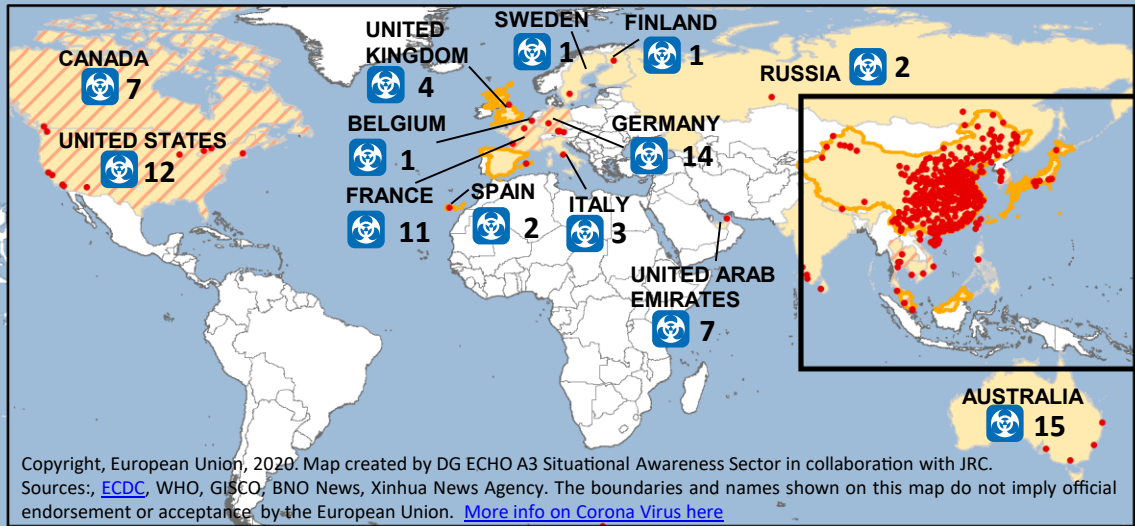 CANADA
7
UNITED STATES
12
UNITED
KINGDOM
4
SWEDEN
1
FINLAND
1
RUSSIA 2
BELGIUM
1
GERMANY
14
FRANCE
11
SPAIN
2
ITALY
3
UNITED ARAB
EMIRATES
7
AUSTRALIA
15
Copyright, European Union, 2020. Map created by DG ECHO A3 Situational Awareness Sector in collaboration with JRC.
Sources:, ECDC, WHO, GISCO, BNO News, Xinhua News Agency. The boundaries and names shown on this map do not imply official
endorsement or acceptance by the European Union. More info on Corona Virus here